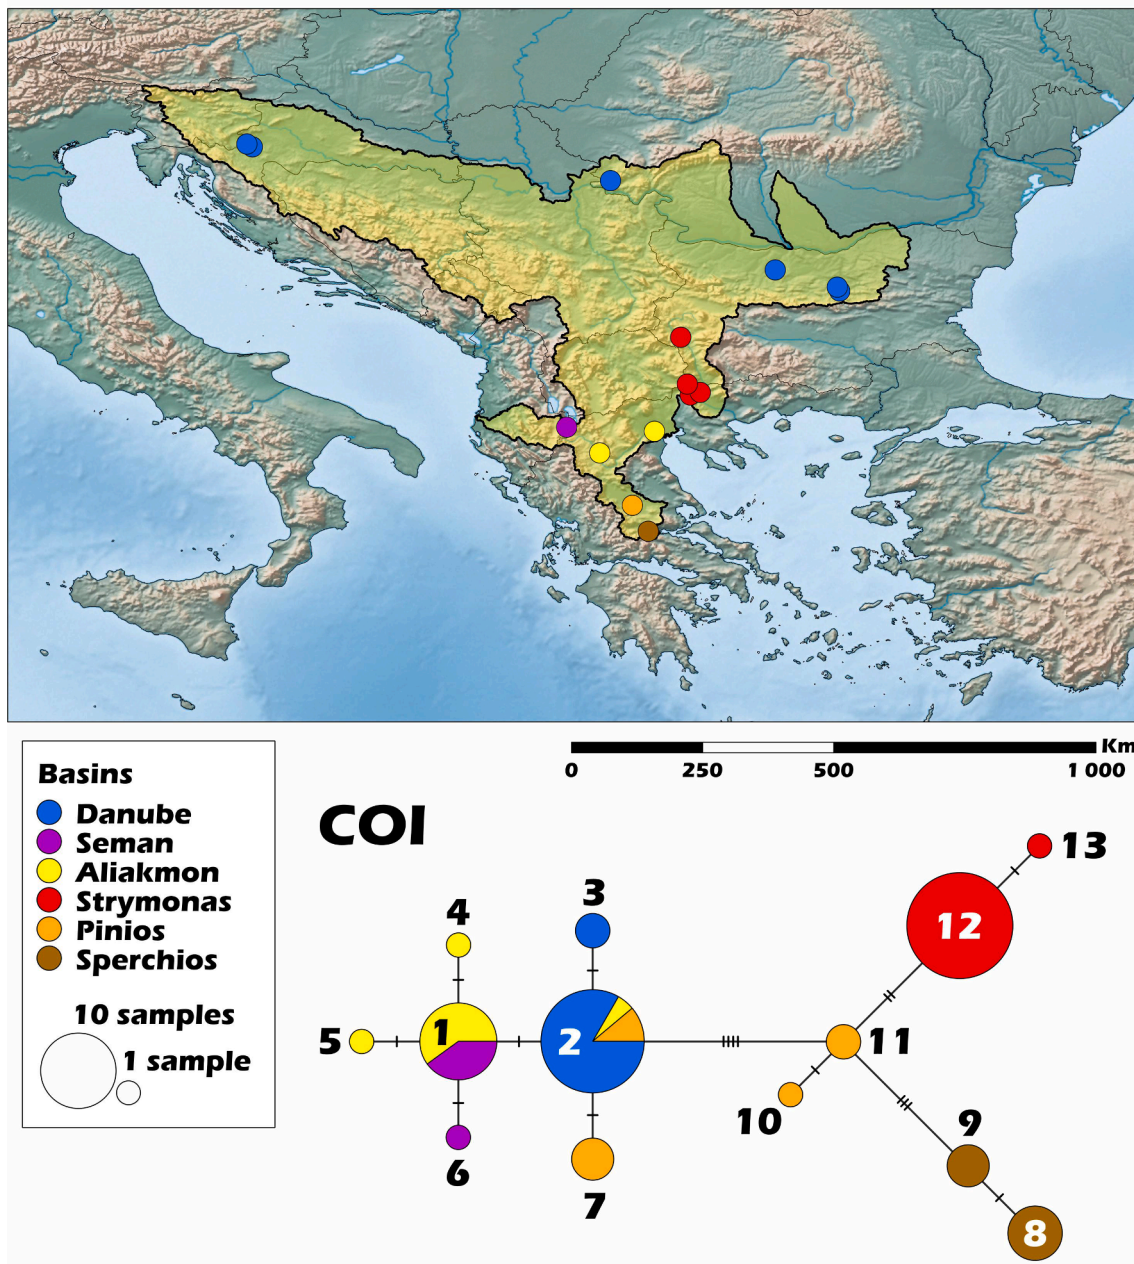 Km
0 250 500 1 000
Basins
Danube
Seman
Aliakmon
Strymonas
Pinios
Sperchios
10 samples
1 sample
COI
13
12
3
4
1
2
5
11
10
9
6
7
8